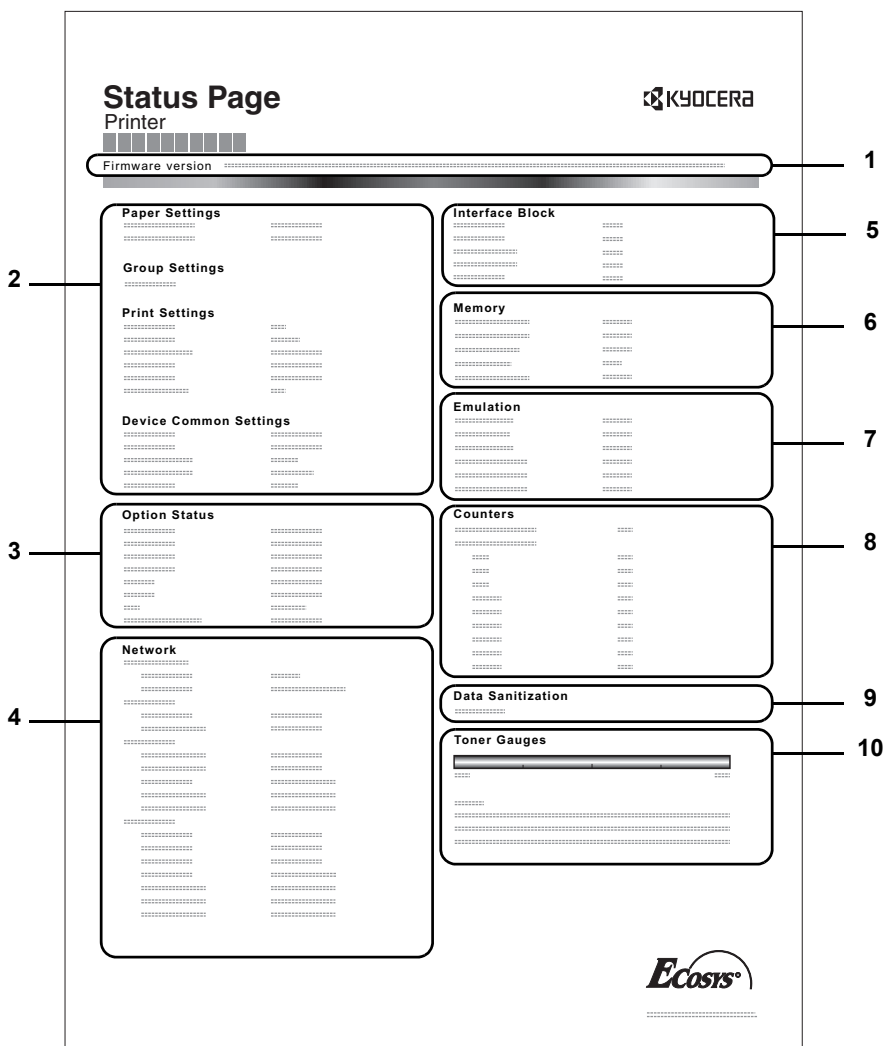 Status Page
KYOCERA
Printer
Firmware version
1
Paper Settings
Group Settings
Print Settings
Device Common Settings
2
Option Status
3
Network
4
Interface Block
5
Memory
6
Emulation
7
Counters
8
Data Sanitization
9
Toner Gauges
10
ECOSYS